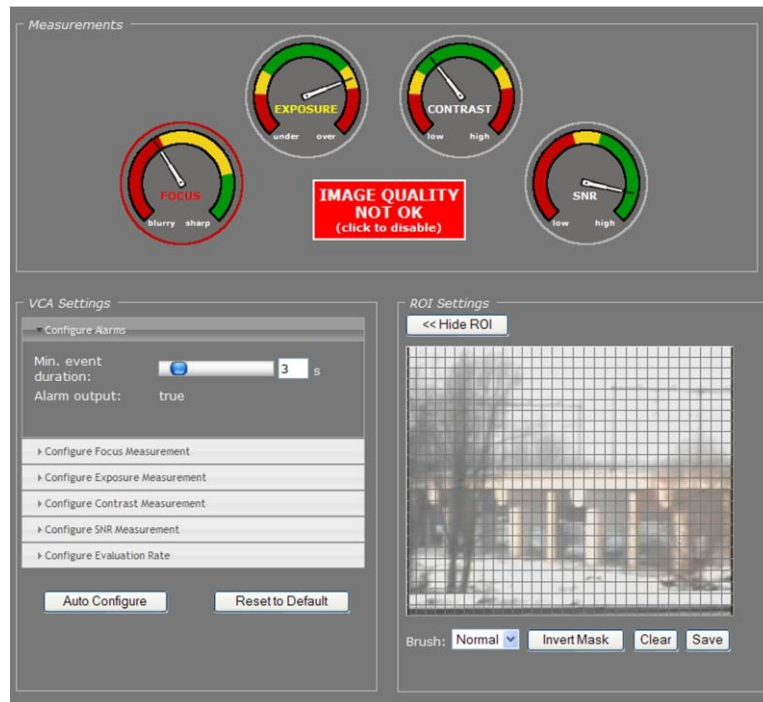 Measurements
EXPOSURE
under over
CONTRAST
low high
FOCUS
blurry sharp
IMAGE QUALITY
NOT OK
(click to disable)
SNR
low high
VCA Settings
Configure Alarms
Min. event
duration:
3 s
Alarm output: true
Configure Focus Measurement
Configure Exposure Measurement
Configure Contrast Measurement
Configure SNR Measurement
Configure Evaluation Rate
Auto Configure Reset to Default
ROI Settings
<< Hide ROI
Brush: Normal Invert Mask Clear Save